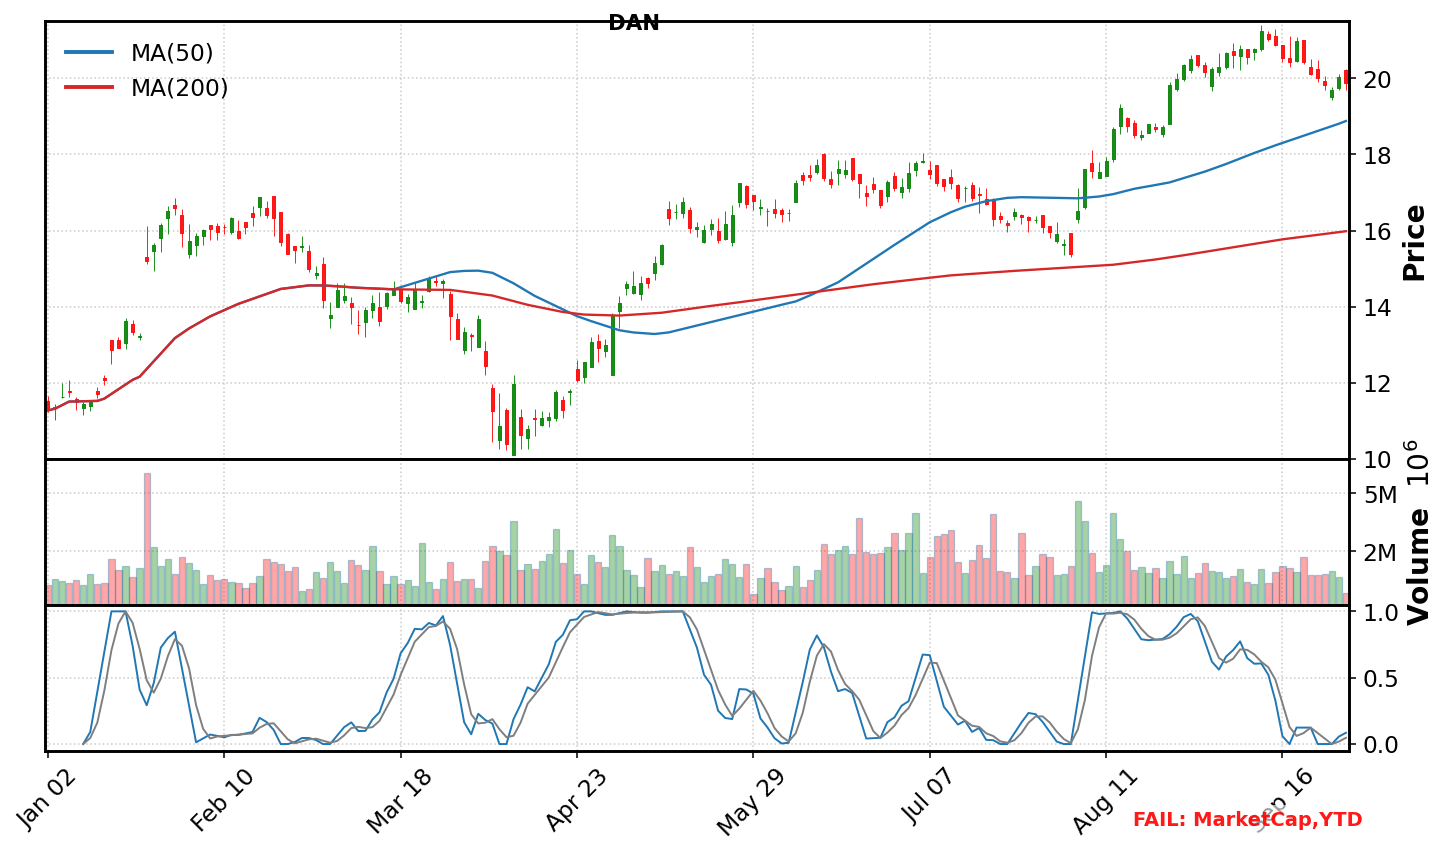 DAN
MA(50)
MA(200)
20
18
16
14
12
10
Price
5M
2M
Volume 10⁶
1.0
0.5
0.0
Jan 02
Feb 10
Mar 18
Apr 23
May 29
Jul 07
Aug 11
Sep 16
FAIL: MarketCap,YTD